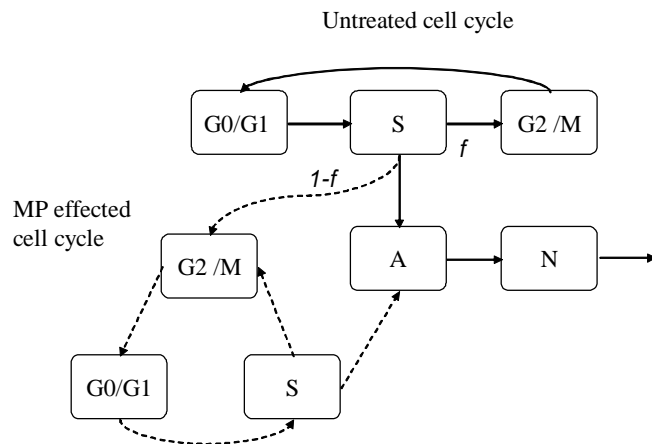 Untreated cell cycle
G0/G1
S
G2 /M
f
1-f
MP effected
cell cycle
G2 /M
A
N
G0/G1
S